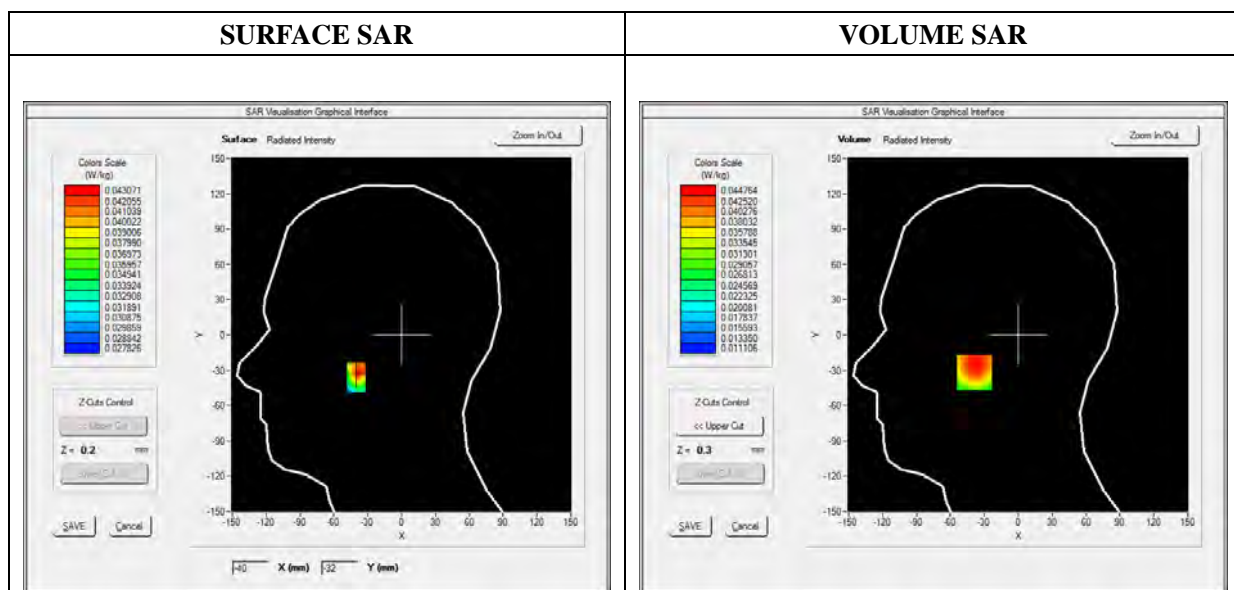 SURFACE SAR
VOLUME SAR
SAR Visualisation Graphical Interface
Surface Radiated Intensity
Zoom In/Out
Colors Scale
(W/kg)
0.043071
0.042055
0.041039
0.040022
0.039006
0.037990
0.036973
0.035957
0.034941
0.033924
0.032908
0.031891
0.030875
0.029859
0.028842
0.027826
Z-Cuts Control
<< Upper Cut
Z = 0.2 mm
SAVE
Cancel
150
120
90
60
30
0
-30
-60
-90
-120
-150
Y
-150 -120 -90 -60 -30 0 30 60 90 120 150
X
-40 X (mm) -32 Y (mm)
SAR Visualisation Graphical Interface
Volume Radiated Intensity
Zoom In/Out
Colors Scale
(W/kg)
0.044764
0.042520
0.040276
0.038032
0.035788
0.033545
0.031301
0.029057
0.026813
0.024569
0.022325
0.020081
0.017837
0.015593
0.013350
0.011106
Z-Cuts Control
<< Upper Cut
Z = 0.3 mm
SAVE
Cancel
150
120
90
60
30
0
-30
-60
-90
-120
-150
Y
-150 -120 -90 -60 -30 0 30 60 90 120 150
X